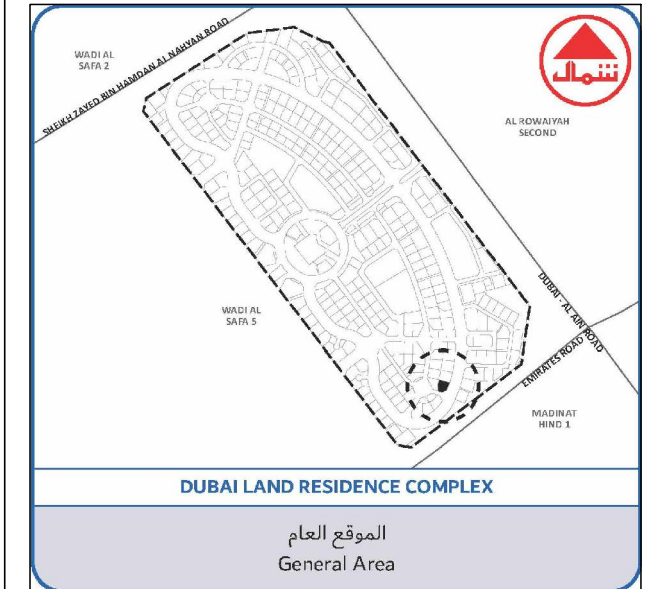 WADI AL
SAFA 2
SHEIKH ZAYED BIN HAMDAN AL NAHYAN ROAD
شمال
AL ROWAIYAH
SECOND
WADI AL
SAFA 5
DUBAI - AL AIN ROAD
EMIRATES ROAD
MADINAT
HIND 1
DUBAI LAND RESIDENCE COMPLEX
الموقع العام
General Area